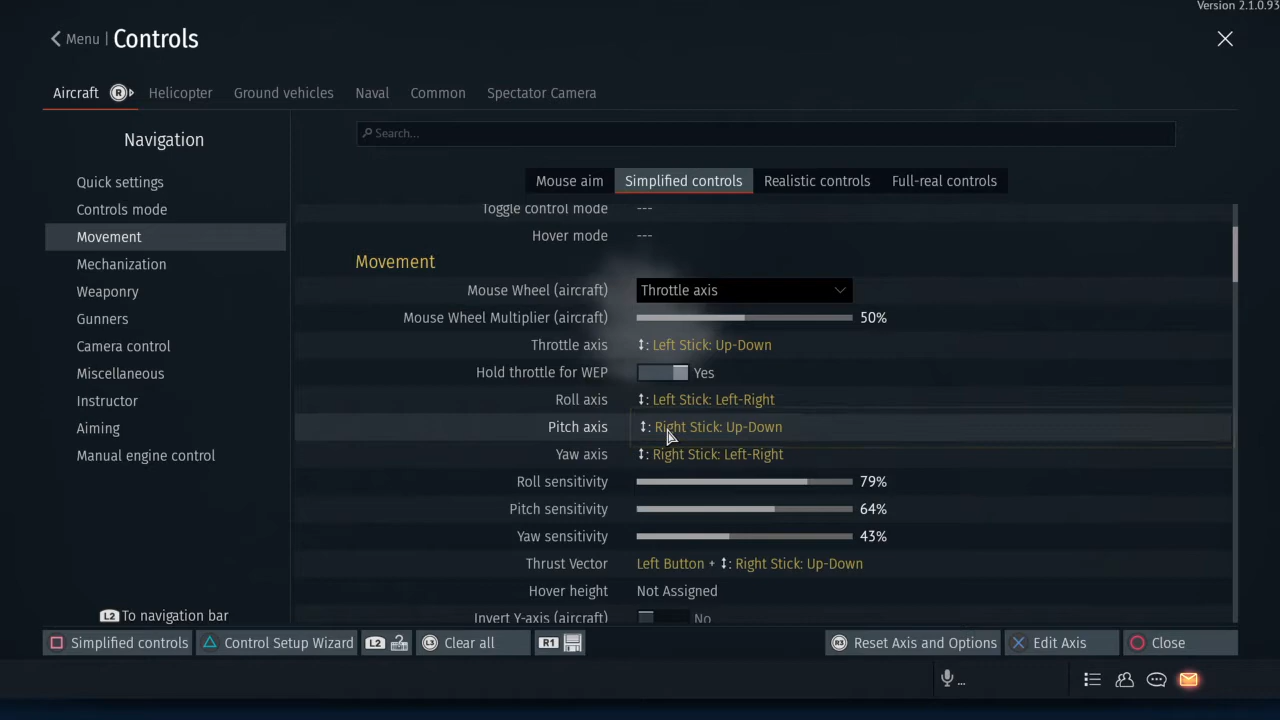 Version 2.1.0.93
Menu | Controls
Aircraft R Helicopter Ground vehicles Naval Common Spectator Camera
Navigation
Search...
Quick settings
Controls mode
Movement
Mechanization
Weaponry
Gunners
Camera control
Miscellaneous
Instructor
Aiming
Manual engine control
L2 To navigation bar
Mouse aim Simplified controls Realistic controls Full-real controls
Toggle control mode ---
Hover mode ---
Movement
Mouse Wheel (aircraft) Throttle axis
Mouse Wheel Multiplier (aircraft) 50%
Throttle axis ↕: Left Stick: Up-Down
Hold throttle for WEP Yes
Roll axis ↕: Left Stick: Left-Right
Pitch axis ↕: Right Stick: Up-Down
Yaw axis ↕: Right Stick: Left-Right
Roll sensitivity 79%
Pitch sensitivity 64%
Yaw sensitivity 43%
Thrust Vector Left Button + ↕: Right Stick: Up-Down
Hover height Not Assigned
Invert Y-axis (aircraft) No
Simplified controls Control Setup Wizard L2 L3 Clear all R1 R3 Reset Axis and Options Edit Axis Close
...